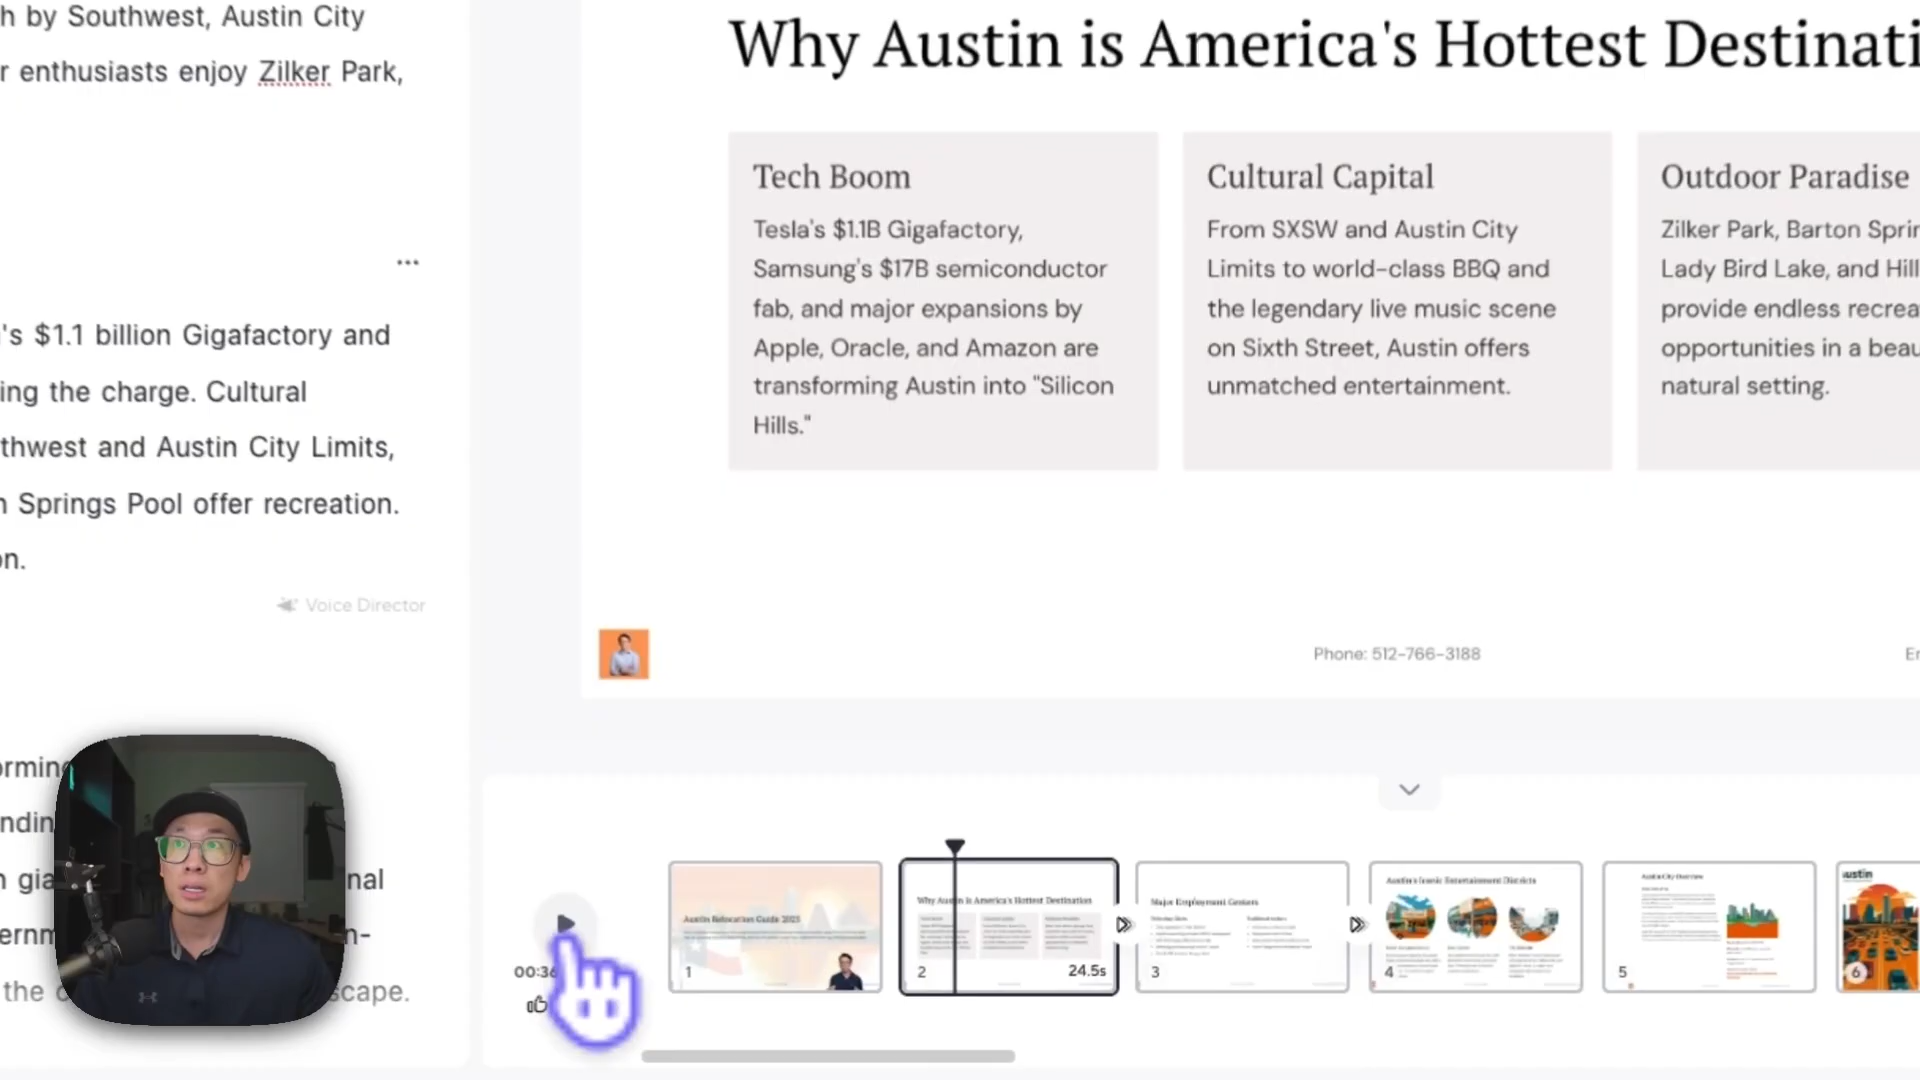 h by Southwest, Austin City
r enthusiasts enjoy Zilker Park,
's $1.1 billion Gigafactory and
ing the charge. Cultural
thwest and Austin City Limits,
n Springs Pool offer recreation.
on.
Voice Director
orming
ndin
n gia
nal
ernm
n-
the
scape.
Why Austin is America's Hottest Destinati
Tech Boom
Tesla's $1.1B Gigafactory,
Samsung's $17B semiconductor
fab, and major expansions by
Apple, Oracle, and Amazon are
transforming Austin into "Silicon
Hills."
Cultural Capital
From SXSW and Austin City
Limits to world-class BBQ and
the legendary live music scene
on Sixth Street, Austin offers
unmatched entertainment.
Outdoor Paradise
Zilker Park, Barton Sprin
Lady Bird Lake, and Hill
provide endless recrea
opportunities in a beau
natural setting.
Phone: 512-766-3188
Er
00:36
Austin Relocation Guide 2025
1
Why Austin is America's Hottest Destination
2
24.5s
Major Employment Centers
3
Austin's Iconic Entertainment Districts
4
Austin City Overview
5
austin
6